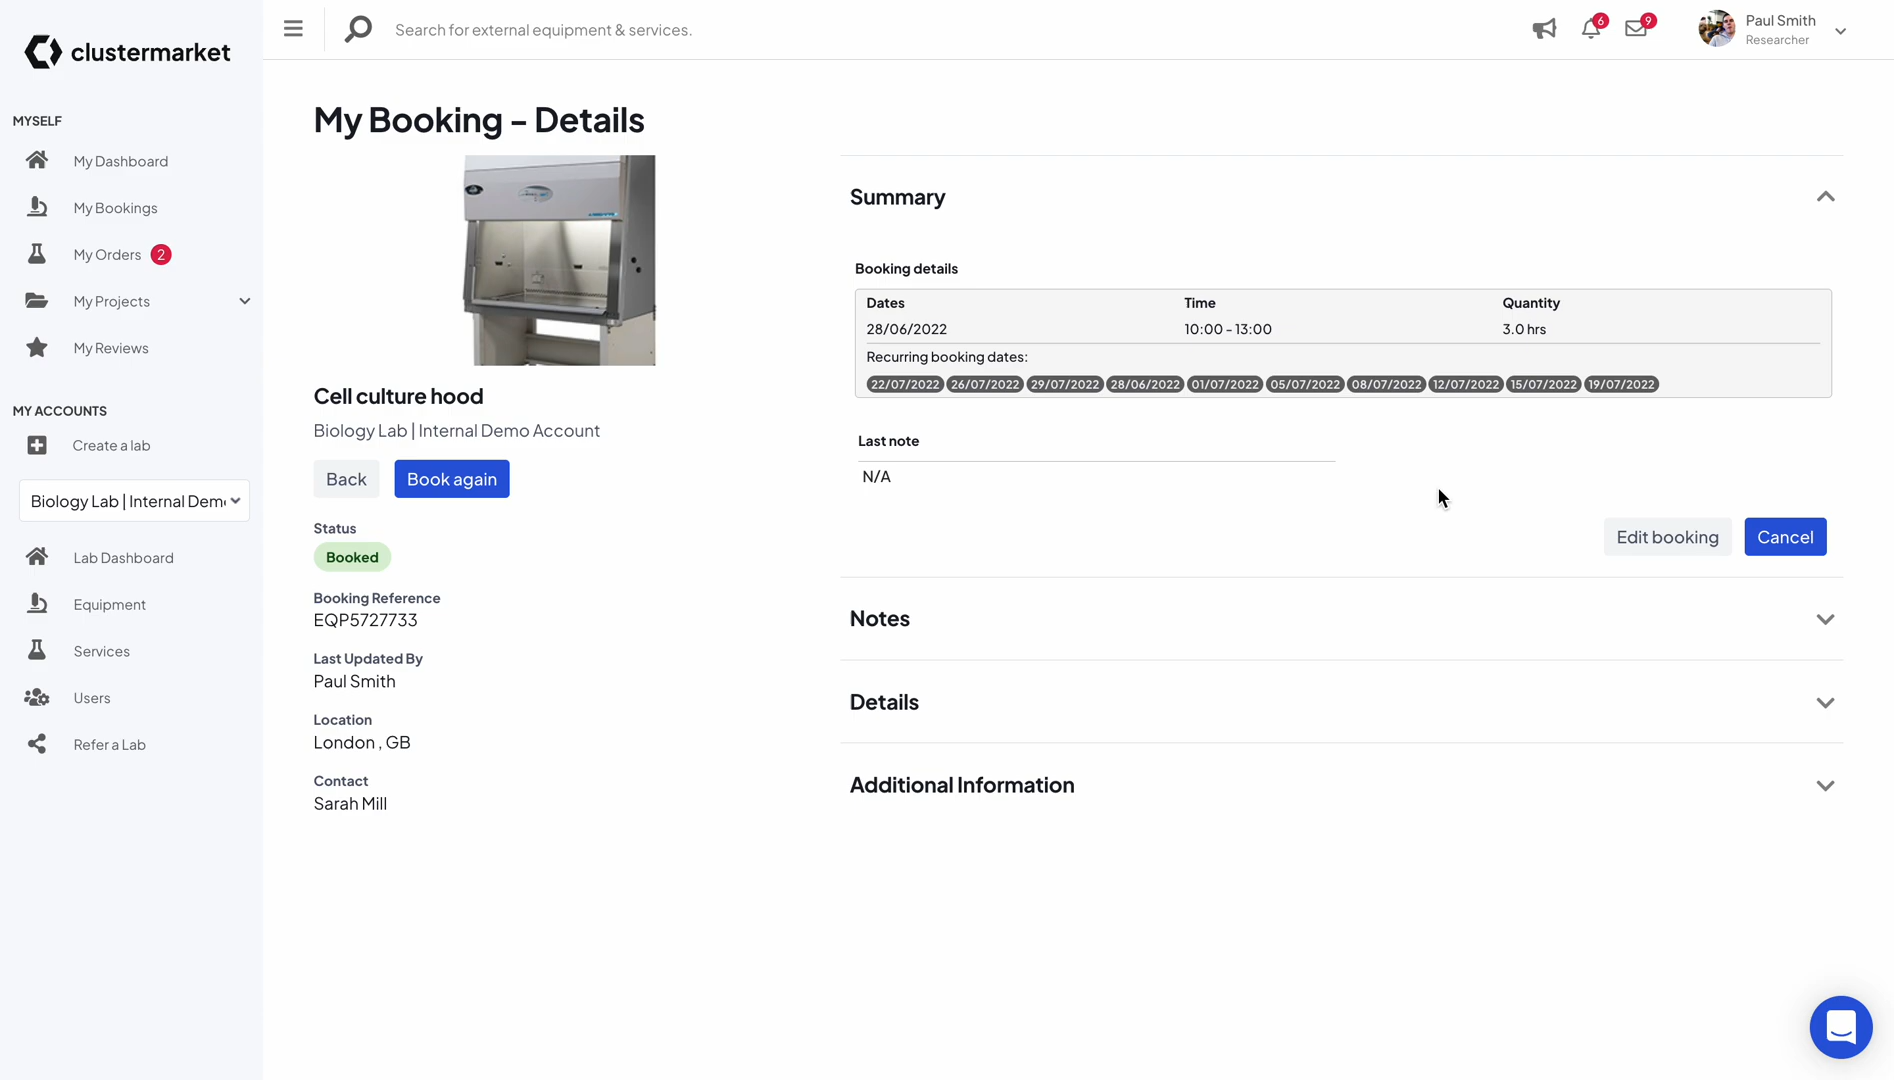 clustermarket
Search for external equipment & services.
6
9
Paul Smith
Researcher
MYSELF
My Dashboard
My Bookings
My Orders 2
My Projects
My Reviews
MY ACCOUNTS
Create a lab
Biology Lab | Internal Dem
Lab Dashboard
Equipment
Services
Users
Refer a Lab
My Booking – Details
Cell culture hood
Biology Lab | Internal Demo Account
Back Book again
Status
Booked
Booking Reference
EQP5727733
Last Updated By
Paul Smith
Location
London , GB
Contact
Sarah Mill
Summary
Booking details
Dates Time Quantity
28/06/2022 10:00 - 13:00 3.0 hrs
Recurring booking dates:
22/07/2022 26/07/2022 29/07/2022 28/06/2022 01/07/2022 05/07/2022 08/07/2022 12/07/2022 15/07/2022 19/07/2022
Last note
N/A
Edit booking Cancel
Notes
Details
Additional Information